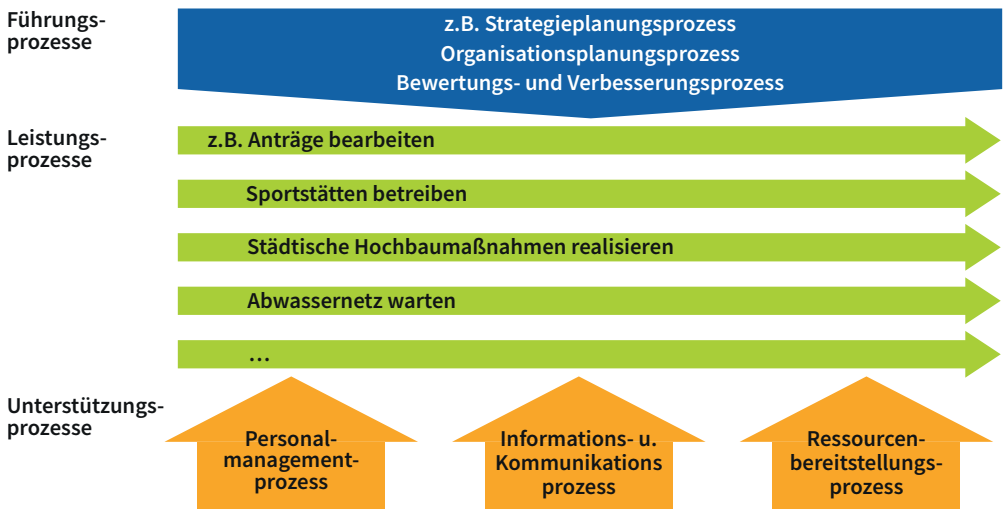 Führungs-
prozesse
z.B. Strategieplanungsprozess
Organisationsplanungsprozess
Bewertungs- und Verbesserungsprozess
Leistungs-
prozesse
z.B. Anträge bearbeiten
Sportstätten betreiben
Städtische Hochbaumaßnahmen realisieren
Abwassernetz warten
...
Unterstützungs-
prozesse
Personal-
management-
prozess
Informations- u.
Kommunikations
prozess
Ressourcen-
bereitstellungs-
prozess